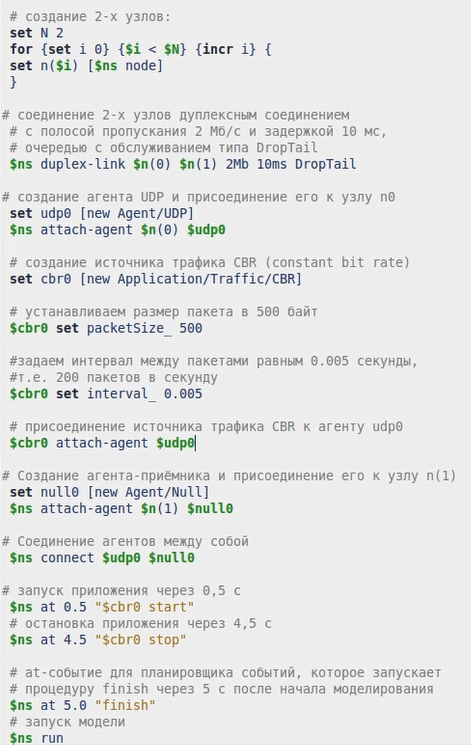 # создание 2-х узлов:
set N 2
for {set i 0} {$i < $N} {incr i} {
set n($i) [$ns node]
}
# соединение 2-х узлов дуплексным соединением
# с полосой пропускания 2 Мб/с и задержкой 10 мс,
# очередью с обслуживанием типа DropTail
$ns duplex-link $n(0) $n(1) 2Mb 10ms DropTail
# создание агента UDP и присоединение его к узлу n0
set udp0 [new Agent/UDP]
$ns attach-agent $n(0) $udp0
# создание источника трафика CBR (constant bit rate)
set cbr0 [new Application/Traffic/CBR]
# устанавливаем размер пакета в 500 байт
$cbr0 set packetSize_ 500
#задаем интервал между пакетами равным 0.005 секунды,
#т.е. 200 пакетов в секунду
$cbr0 set interval_ 0.005
# присоединение источника трафика CBR к агенту udp0
$cbr0 attach-agent $udp0
# Создание агента-приёмника и присоединение его к узлу n(1)
set null0 [new Agent/Null]
$ns attach-agent $n(1) $null0
# Соединение агентов между собой
$ns connect $udp0 $null0
# запуск приложения через 0,5 с
$ns at 0.5 "$cbr0 start"
# остановка приложения через 4,5 с
$ns at 4.5 "$cbr0 stop"
# at-событие для планировщика событий, которое запускает
# процедуру finish через 5 с после начала моделирования
$ns at 5.0 "finish"
# запуск модели
$ns run